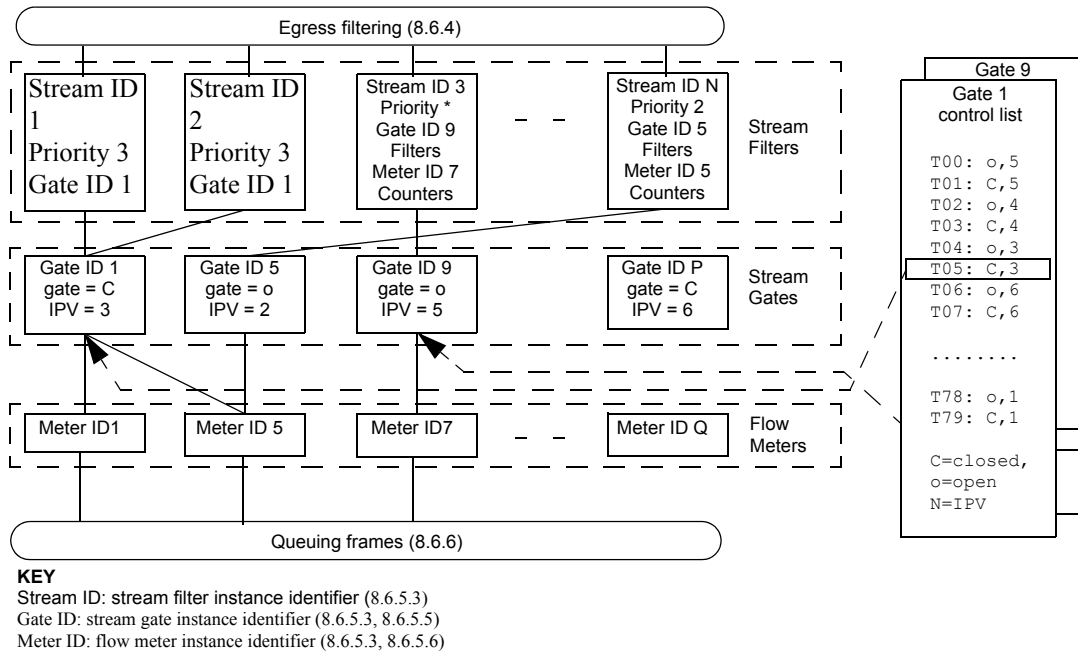 Egress filtering (8.6.4)
Stream ID
1
Priority 3
Gate ID 1
Stream ID
2
Priority 3
Gate ID 1
Stream ID 3
Priority *
Gate ID 9
Filters
Meter ID 7
Counters
Stream ID N
Priority 2
Gate ID 5
Filters
Meter ID 5
Counters
Stream
Filters
Gate ID 1
gate = C
IPV = 3
Gate ID 5
gate = o
IPV = 2
Gate ID 9
gate = o
IPV = 5
Gate ID P
gate = C
IPV = 6
Stream
Gates
Meter ID1
Meter ID 5
Meter ID7
Meter ID Q
Flow
Meters
Queuing frames (8.6.6)
Gate 9
Gate 1
control list
T00: o,5
T01: C,5
T02: o,4
T03: C,4
T04: o,3
T05: C,3
T06: o,6
T07: C,6
........
T78: o,1
T79: C,1
C=closed,
o=open
N=IPV
KEY
Stream ID: stream filter instance identifier (8.6.5.3)
Gate ID: stream gate instance identifier (8.6.5.3, 8.6.5.5)
Meter ID: flow meter instance identifier (8.6.5.3, 8.6.5.6)